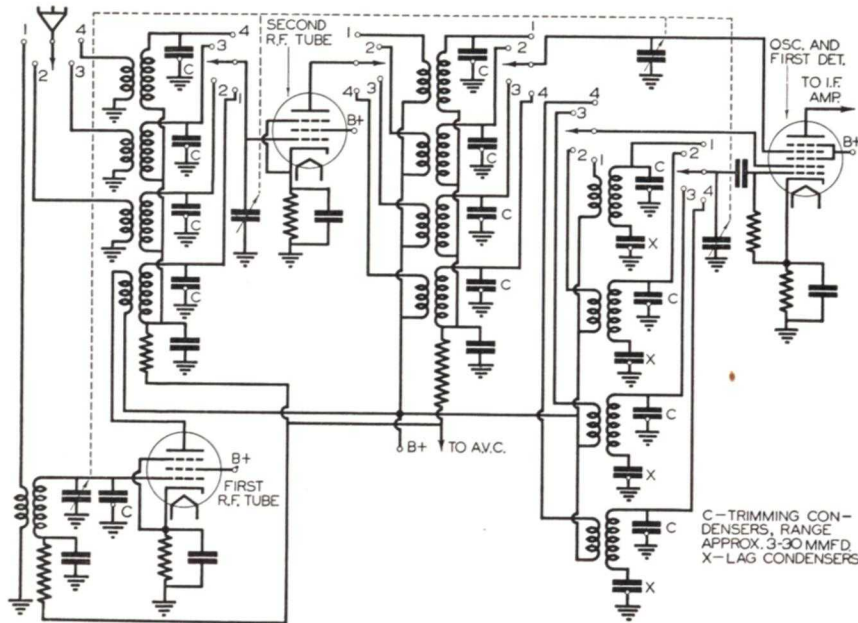 1
2
3
4
4
3
2
1
C
C
C
C
SECOND
R.F. TUBE
B+
1
2
3
4
1
2
3
4
C
C
C
C
4
3
2
1
1
2
3
4
C
X
C
X
C
X
C
X
OSC. AND
FIRST DET.
TO I.F.
AMP.
B+
B+
TO A.V.C.
B+
FIRST
R.F. TUBE
C
C-TRIMMING CON-
DENSERS, RANGE
APPROX. 3-30 MMFD.
X-LAG CONDENSERS